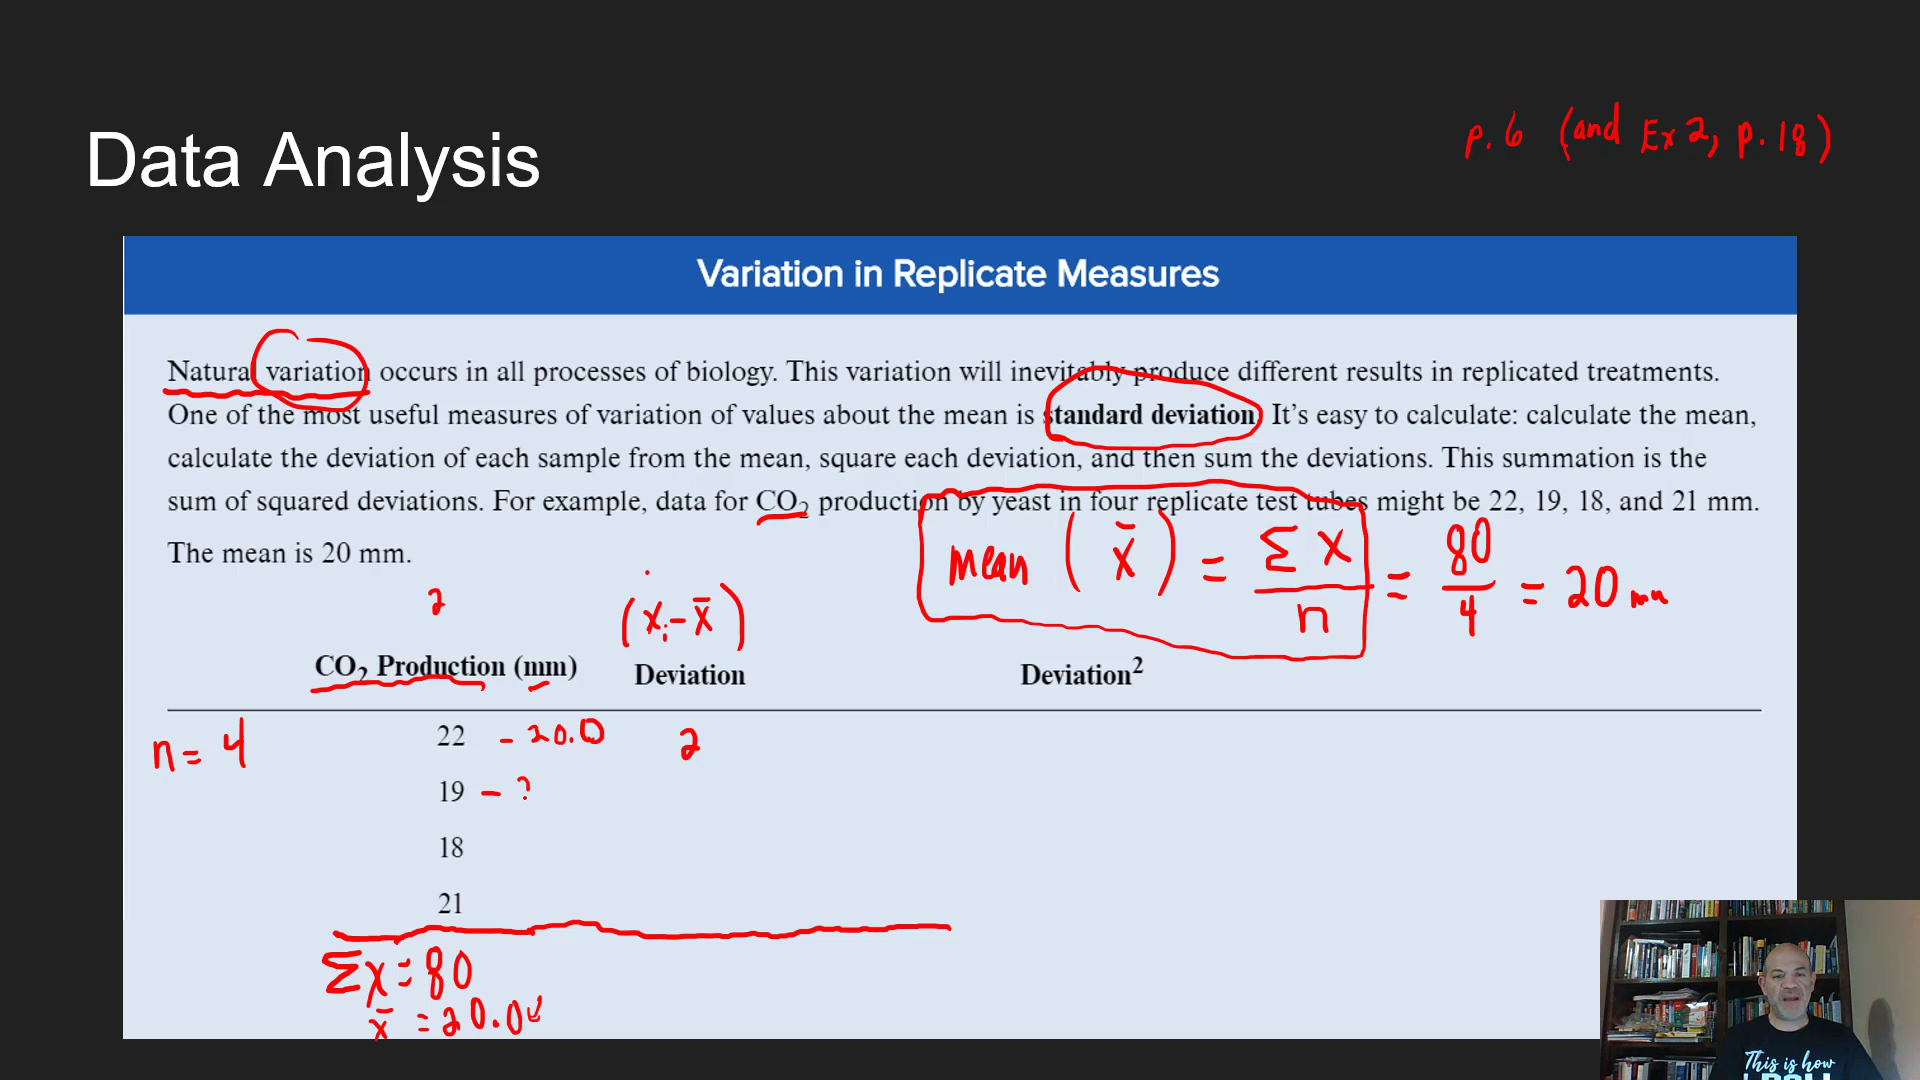 p. 6 (and Ex 2, p. 18)
Data Analysis
Variation in Replicate Measures
Natural variation occurs in all processes of biology. This variation will inevitably produce different results in replicated treatments.
One of the most useful measures of variation of values about the mean is standard deviation. It’s easy to calculate: calculate the mean,
calculate the deviation of each sample from the mean, square each deviation, and then sum the deviations. This summation is the
sum of squared deviations. For example, data for CO₂ production by yeast in four replicate test tubes might be 22, 19, 18, and 21 mm.
The mean is 20 mm.
mean (x̄) = Σx / n = 80 / 4 = 20 mm
2
(xᵢ - x̄)
CO₂ Production (mm) Deviation Deviation²
n = 4
22 - 20.0 2
19 - ?
18
21
Σx = 80
x̄ = 20.0
This is how